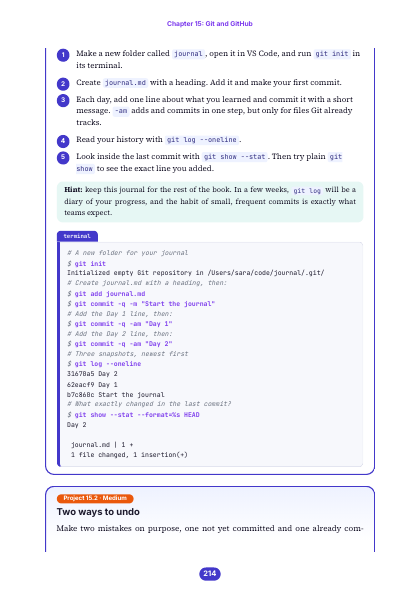 Chapter 15: Git and GitHub
1 Make a new folder called journal, open it in VS Code, and run git init in
its terminal.
2 Create journal.md with a heading. Add it and make your first commit.
3 Each day, add one line about what you learned and commit it with a short
message. -am adds and commits in one step, but only for files Git already
tracks.
4 Read your history with git log --oneline.
5 Look inside the last commit with git show --stat. Then try plain git
show to see the exact line you added.
Hint: keep this journal for the rest of the book. In a few weeks, git log will be a
diary of your progress, and the habit of small, frequent commits is exactly what
teams expect.
terminal
# A new folder for your journal
$ git init
Initialized empty Git repository in /Users/sara/code/journal/.git/
# Create journal.md with a heading, then:
$ git add journal.md
$ git commit -q -m "Start the journal"
# Add the Day 1 line, then:
$ git commit -q -am "Day 1"
# Add the Day 2 line, then:
$ git commit -q -am "Day 2"
# Three snapshots, newest first
$ git log --oneline
31670a5 Day 2
62eacf9 Day 1
b7c860c Start the journal
# What exactly changed in the last commit?
$ git show --stat --format=%s HEAD
Day 2
journal.md | 1 +
1 file changed, 1 insertion(+)
Project 15.2 · Medium
Two ways to undo
Make two mistakes on purpose, one not yet committed and one already com-
214